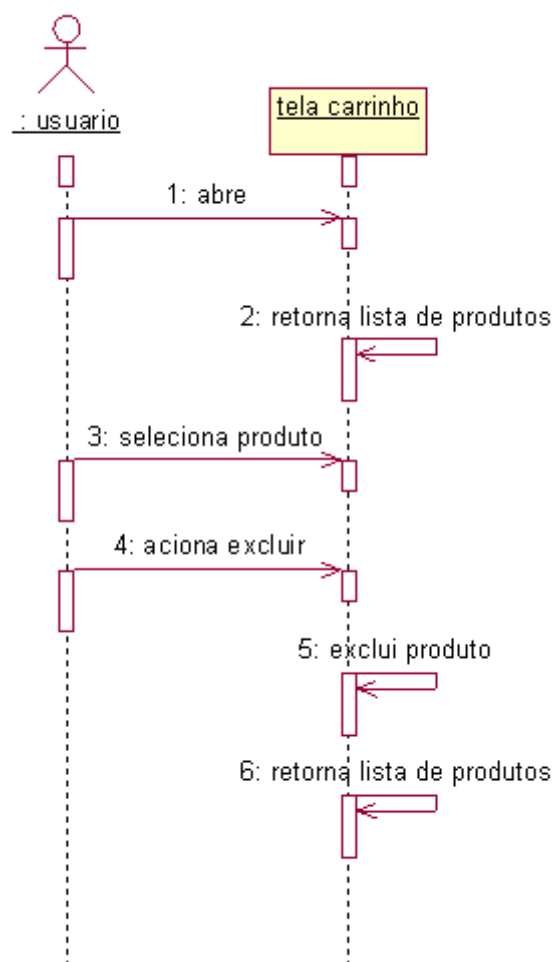 : usuario
tela carrinho
1: abre
2: retorna lista de produtos
3: seleciona produto
4: aciona excluir
5: exclui produto
6: retorna lista de produtos